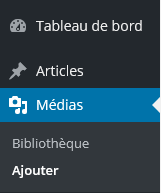 Tableau de bord
Articles
Médias
Bibliothèque
Ajouter